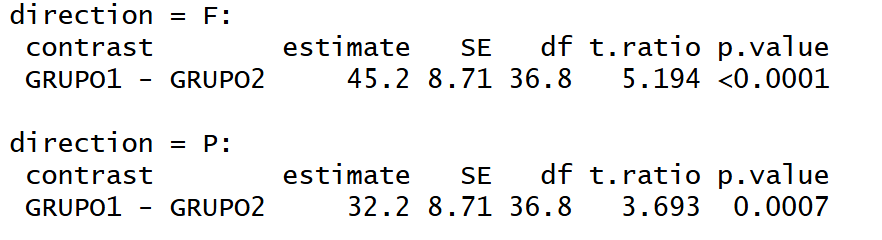 direction = F:
contrast estimate SE df t.ratio p.value
GRUPO1 - GRUPO2 45.2 8.71 36.8 5.194 <0.0001
direction = P:
contrast estimate SE df t.ratio p.value
GRUPO1 - GRUPO2 32.2 8.71 36.8 3.693 0.0007